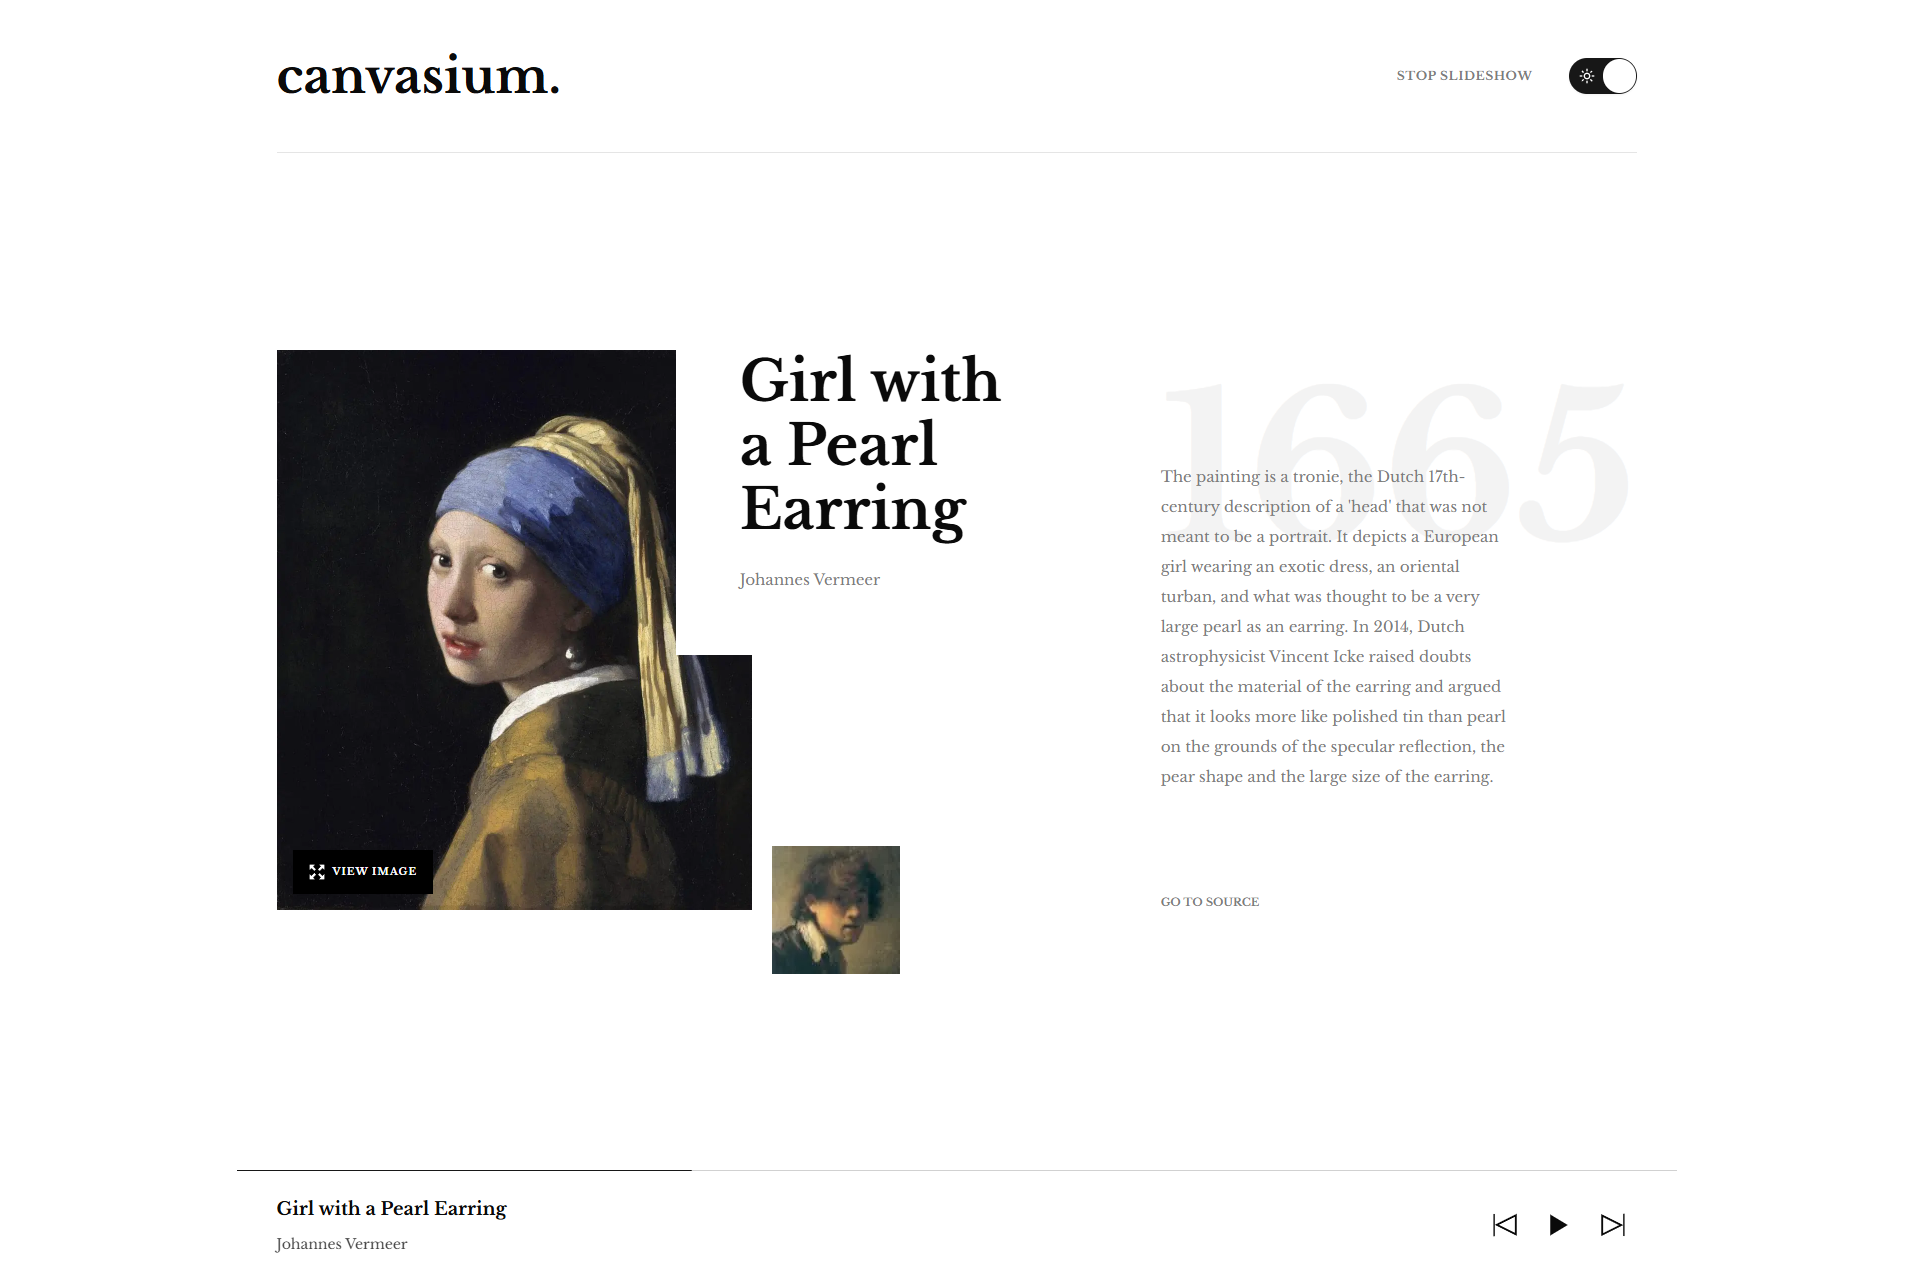 canvasium.
STOP SLIDESHOW
Girl with
a Pearl
Earring
Johannes Vermeer
1665
The painting is a tronie, the Dutch 17th-
century description of a 'head' that was not
meant to be a portrait. It depicts a European
girl wearing an exotic dress, an oriental
turban, and what was thought to be a very
large pearl as an earring. In 2014, Dutch
astrophysicist Vincent Icke raised doubts
about the material of the earring and argued
that it looks more like polished tin than pearl
on the grounds of the specular reflection, the
pear shape and the large size of the earring.
VIEW IMAGE
GO TO SOURCE
Girl with a Pearl Earring
Johannes Vermeer